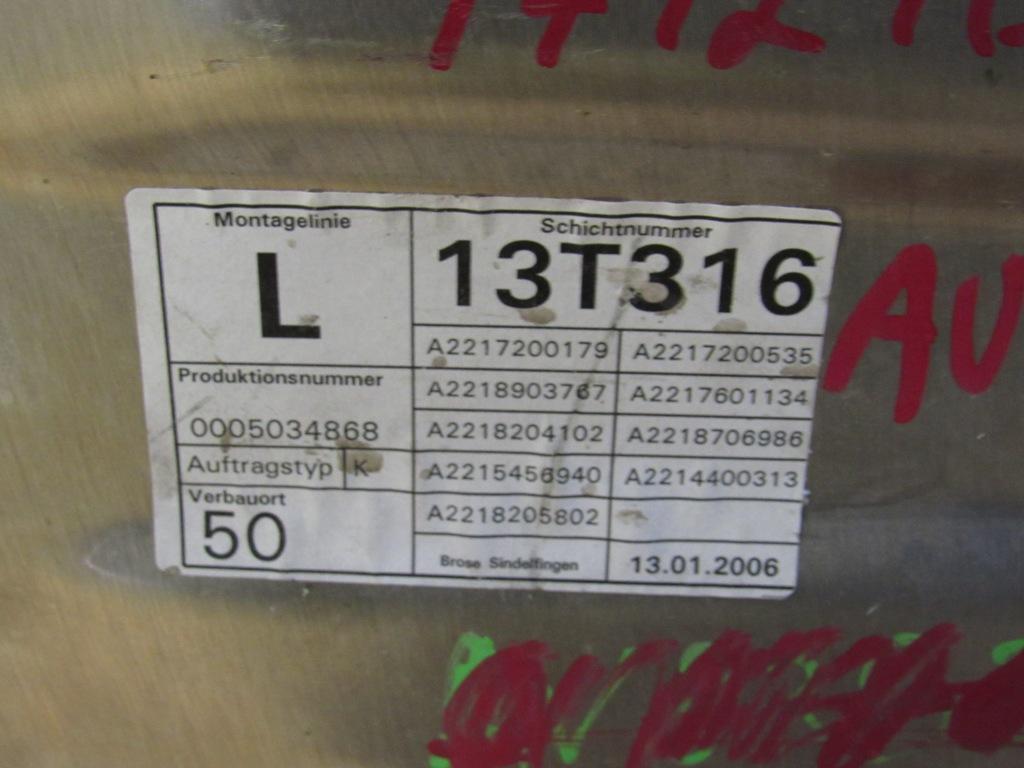 Montagelinie
L
Schichtnummer
13T316
A2217200179 A2217200535
Produktionsnummer
A2218903767 A2217601134
0005034868
A2218204102 A2218706986
Auftragstyp K
A2215456940 A2214400313
Verbauort
50
A2218205802
Brose Sindelfingen 13.01.2006
AU